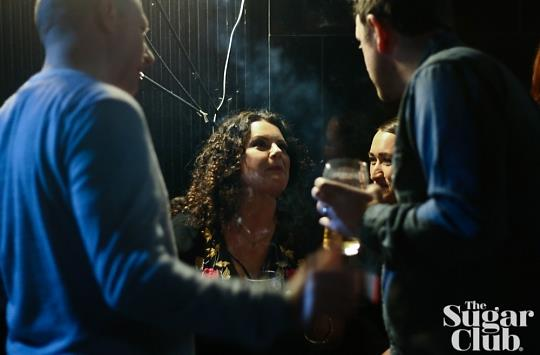 The
Sugar
Club.